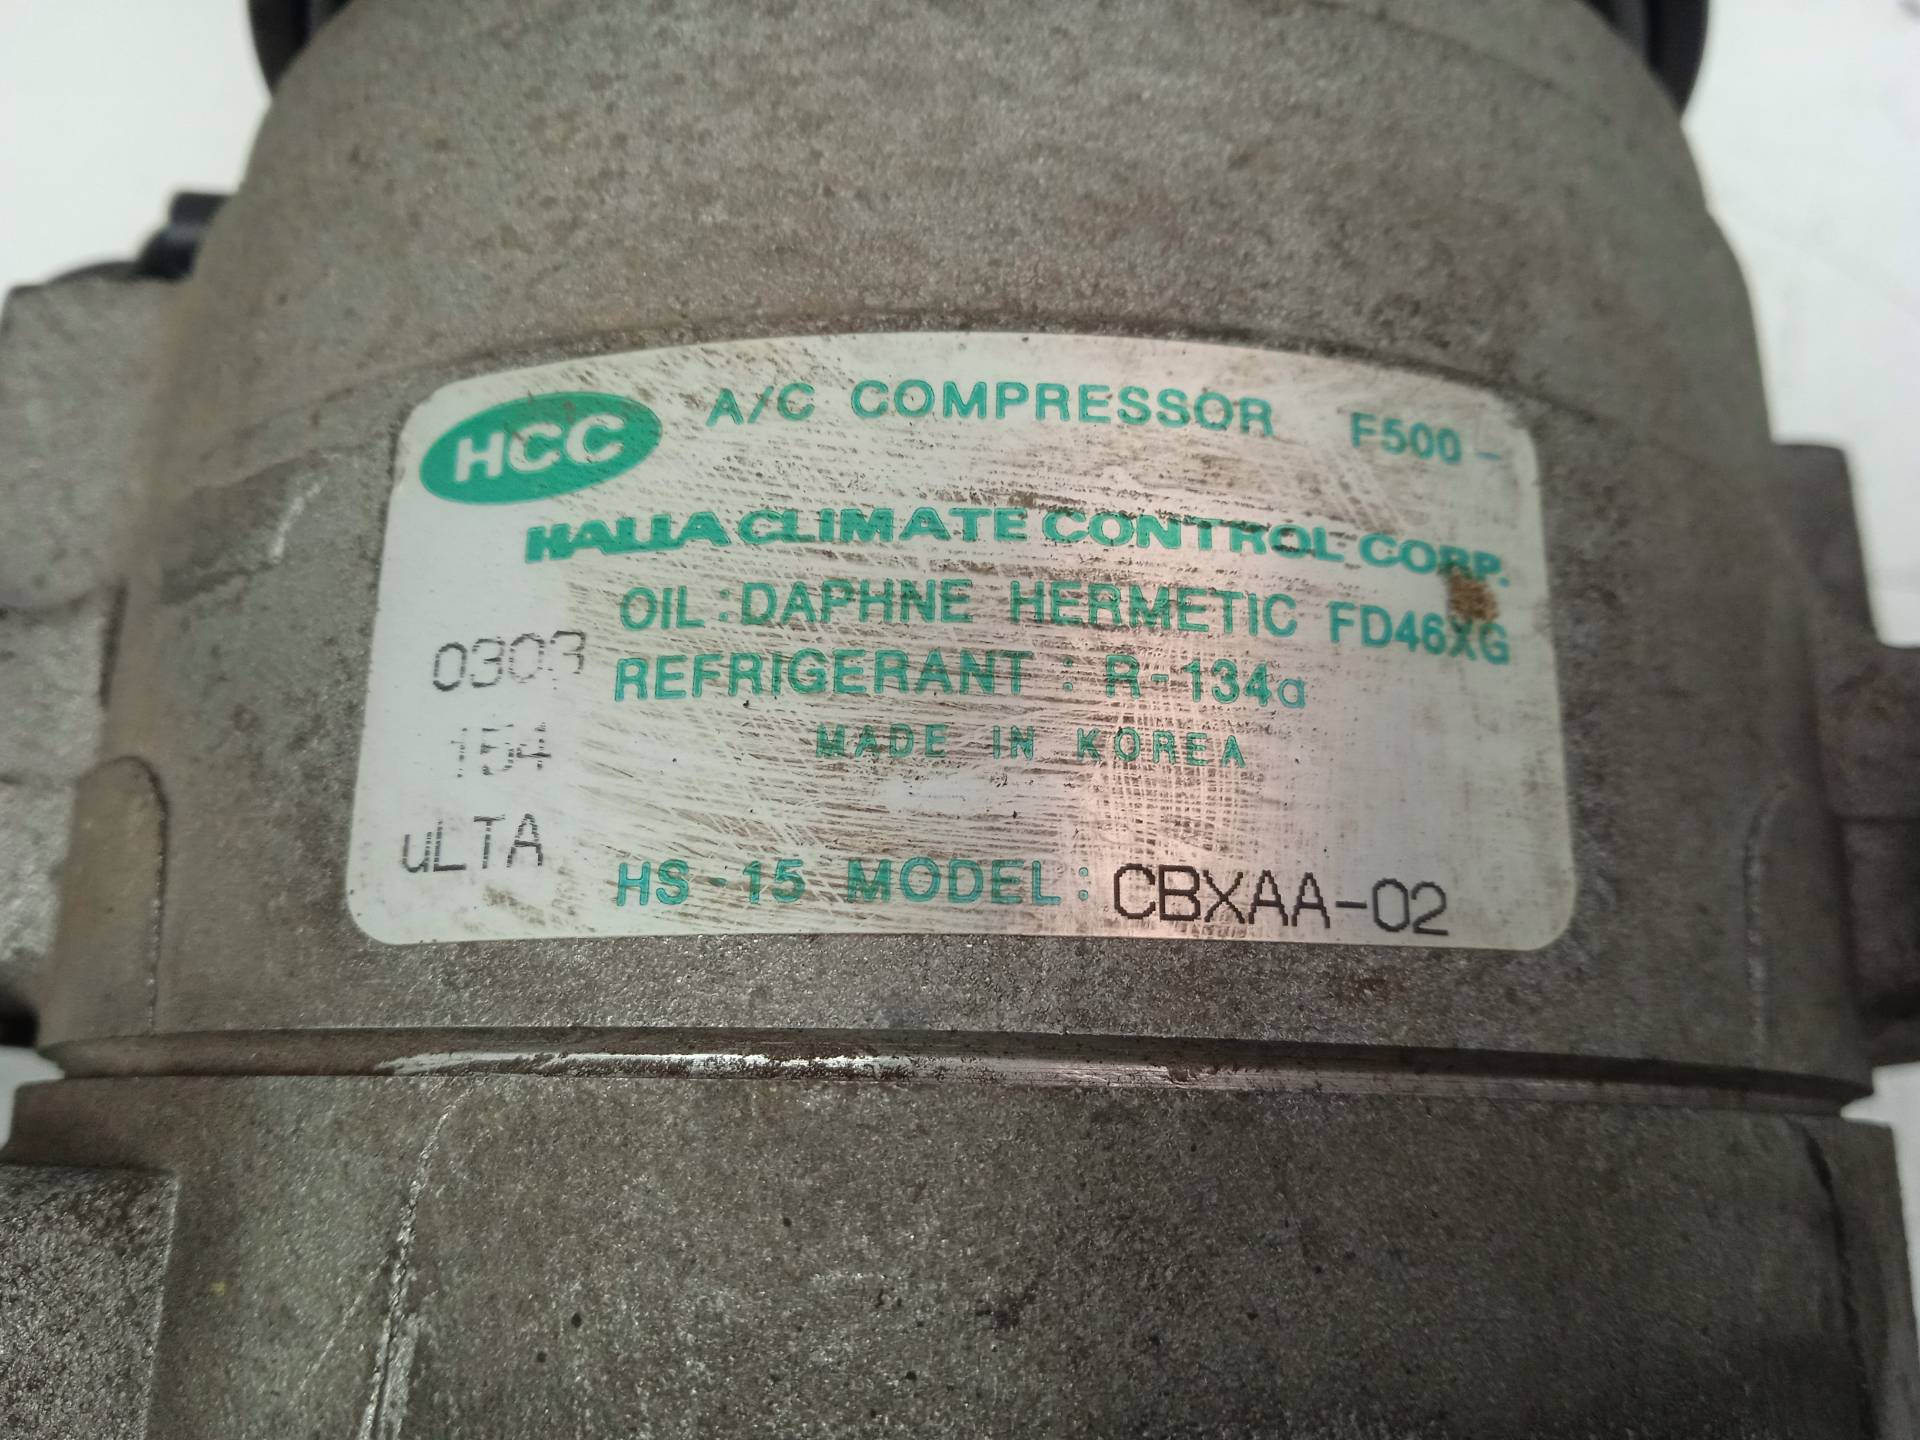 HCC A/C COMPRESSOR F500-
HALLA CLIMATE CONTROL CORP.
OIL:DAPHNE HERMETIC FD46XG
0303 REFRIGERANT : R-134a
MADE IN KOREA
154
uLTA
HS-15 MODEL: CBXAA-02